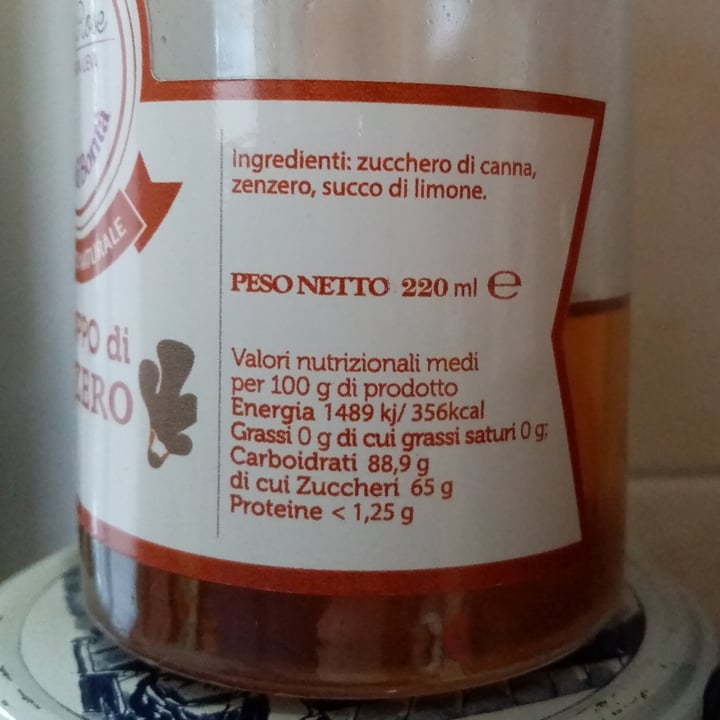 Bontà
NATURALE
PPO di
ZERO
Ingredienti: zucchero di canna,
zenzero, succo di limone.
PESO NETTO 220 ml ℮
Valori nutrizionali medi
per 100 g di prodotto
Energia 1489 kj/ 356kcal
Grassi 0 g di cui grassi saturi 0 g;
Carboidrati 88,9 g
di cui Zuccheri 65 g
Proteine < 1,25 g